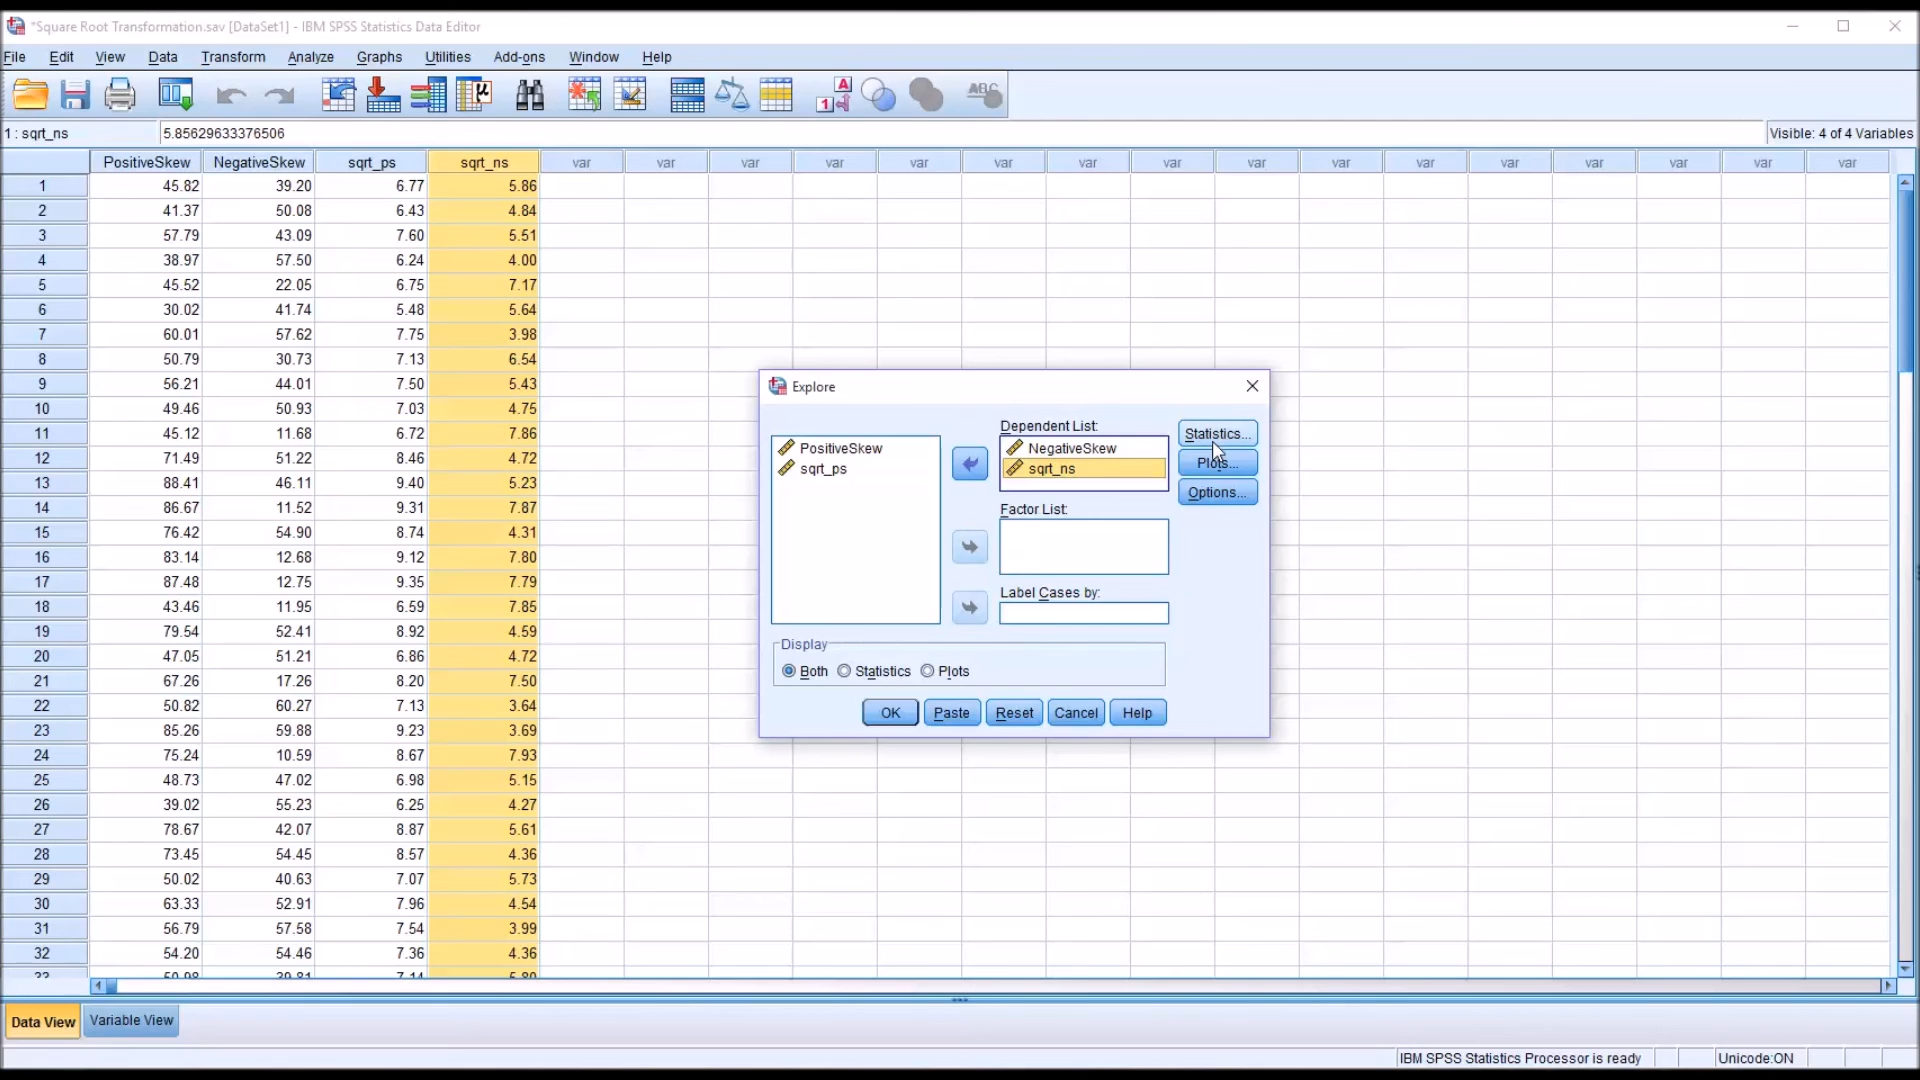 *Square Root Transformation.sav [DataSet1] - IBM SPSS Statistics Data Editor
File Edit View Data Transform Analyze Graphs Utilities Add-ons Window Help
1 : sqrt_ns 5.85629633376506 Visible: 4 of 4 Variables
PositiveSkew NegativeSkew sqrt_ps sqrt_ns var var var var var var var var var var var var var var var var
1 45.82 39.20 6.77 5.86
2 41.37 50.08 6.43 4.84
3 57.79 43.09 7.60 5.51
4 38.97 57.50 6.24 4.00
5 45.52 22.05 6.75 7.17
6 30.02 41.74 5.48 5.64
7 60.01 57.62 7.75 3.98
8 50.79 30.73 7.13 6.54
9 56.21 44.01 7.50 5.43
10 49.46 50.93 7.03 4.75
11 45.12 11.68 6.72 7.86
12 71.49 51.22 8.46 4.72
13 88.41 46.11 9.40 5.23
14 86.67 11.52 9.31 7.87
15 76.42 54.90 8.74 4.31
16 83.14 12.68 9.12 7.80
17 87.48 12.75 9.35 7.79
18 43.46 11.95 6.59 7.85
19 79.54 52.41 8.92 4.59
20 47.05 51.21 6.86 4.72
21 67.26 17.26 8.20 7.50
22 50.82 60.27 7.13 3.64
23 85.26 59.88 9.23 3.69
24 75.24 10.59 8.67 7.93
25 48.73 47.02 6.98 5.15
26 39.02 55.23 6.25 4.27
27 78.67 42.07 8.87 5.61
28 73.45 54.45 8.57 4.36
29 50.02 40.63 7.07 5.73
30 63.33 52.91 7.96 4.54
31 56.79 57.58 7.54 3.99
32 54.20 54.46 7.36 4.36
33 50.98 39.81 7.14 5.80
Explore
Dependent List:
PositiveSkew
sqrt_ps
NegativeSkew
sqrt_ns
Statistics...
Plots...
Options...
Factor List:
Label Cases by:
Display
Both Statistics Plots
OK Paste Reset Cancel Help
Data View Variable View
IBM SPSS Statistics Processor is ready Unicode:ON